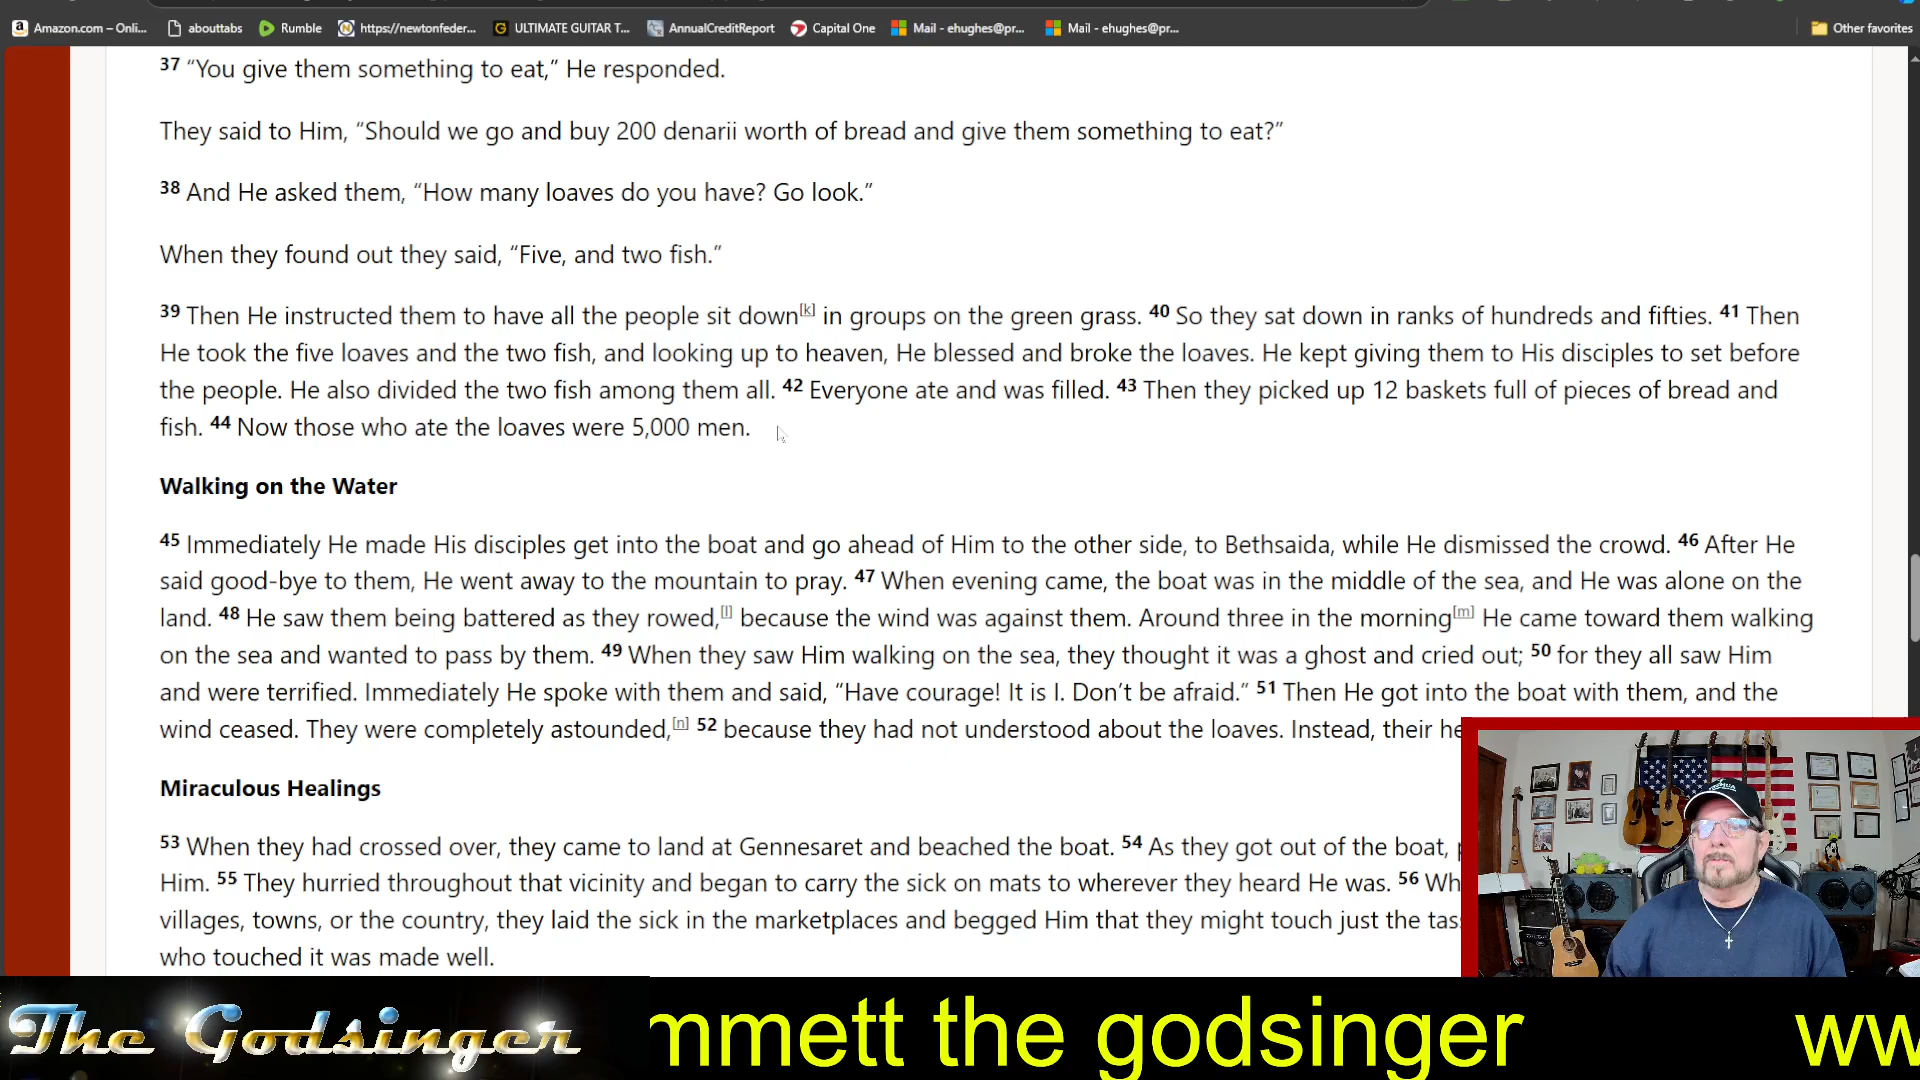 Amazon.com – Onli... abouttabs Rumble https://newtonfeder... ULTIMATE GUITAR T... AnnualCreditReport Capital One Mail - ehughes@pr... Mail - ehughes@pr... Other favorites
37 “You give them something to eat,” He responded.
They said to Him, “Should we go and buy 200 denarii worth of bread and give them something to eat?”
38 And He asked them, “How many loaves do you have? Go look.”
When they found out they said, “Five, and two fish.”
39 Then He instructed them to have all the people sit down[k] in groups on the green grass. 40 So they sat down in ranks of hundreds and fifties. 41 Then
He took the five loaves and the two fish, and looking up to heaven, He blessed and broke the loaves. He kept giving them to His disciples to set before
the people. He also divided the two fish among them all. 42 Everyone ate and was filled. 43 Then they picked up 12 baskets full of pieces of bread and
fish. 44 Now those who ate the loaves were 5,000 men.
Walking on the Water
45 Immediately He made His disciples get into the boat and go ahead of Him to the other side, to Bethsaida, while He dismissed the crowd. 46 After He
said good-bye to them, He went away to the mountain to pray. 47 When evening came, the boat was in the middle of the sea, and He was alone on the
land. 48 He saw them being battered as they rowed,[l] because the wind was against them. Around three in the morning[m] He came toward them walking
on the sea and wanted to pass by them. 49 When they saw Him walking on the sea, they thought it was a ghost and cried out; 50 for they all saw Him
and were terrified. Immediately He spoke with them and said, “Have courage! It is I. Don’t be afraid.” 51 Then He got into the boat with them, and the
wind ceased. They were completely astounded,[n] 52 because they had not understood about the loaves. Instead, their he
Miraculous Healings
53 When they had crossed over, they came to land at Gennesaret and beached the boat. 54 As they got out of the boat,
Him. 55 They hurried throughout that vicinity and began to carry the sick on mats to wherever they heard He was. 56 Wh
villages, towns, or the country, they laid the sick in the marketplaces and begged Him that they might touch just the tas
who touched it was made well.
The Godsinger mmett the godsinger ww